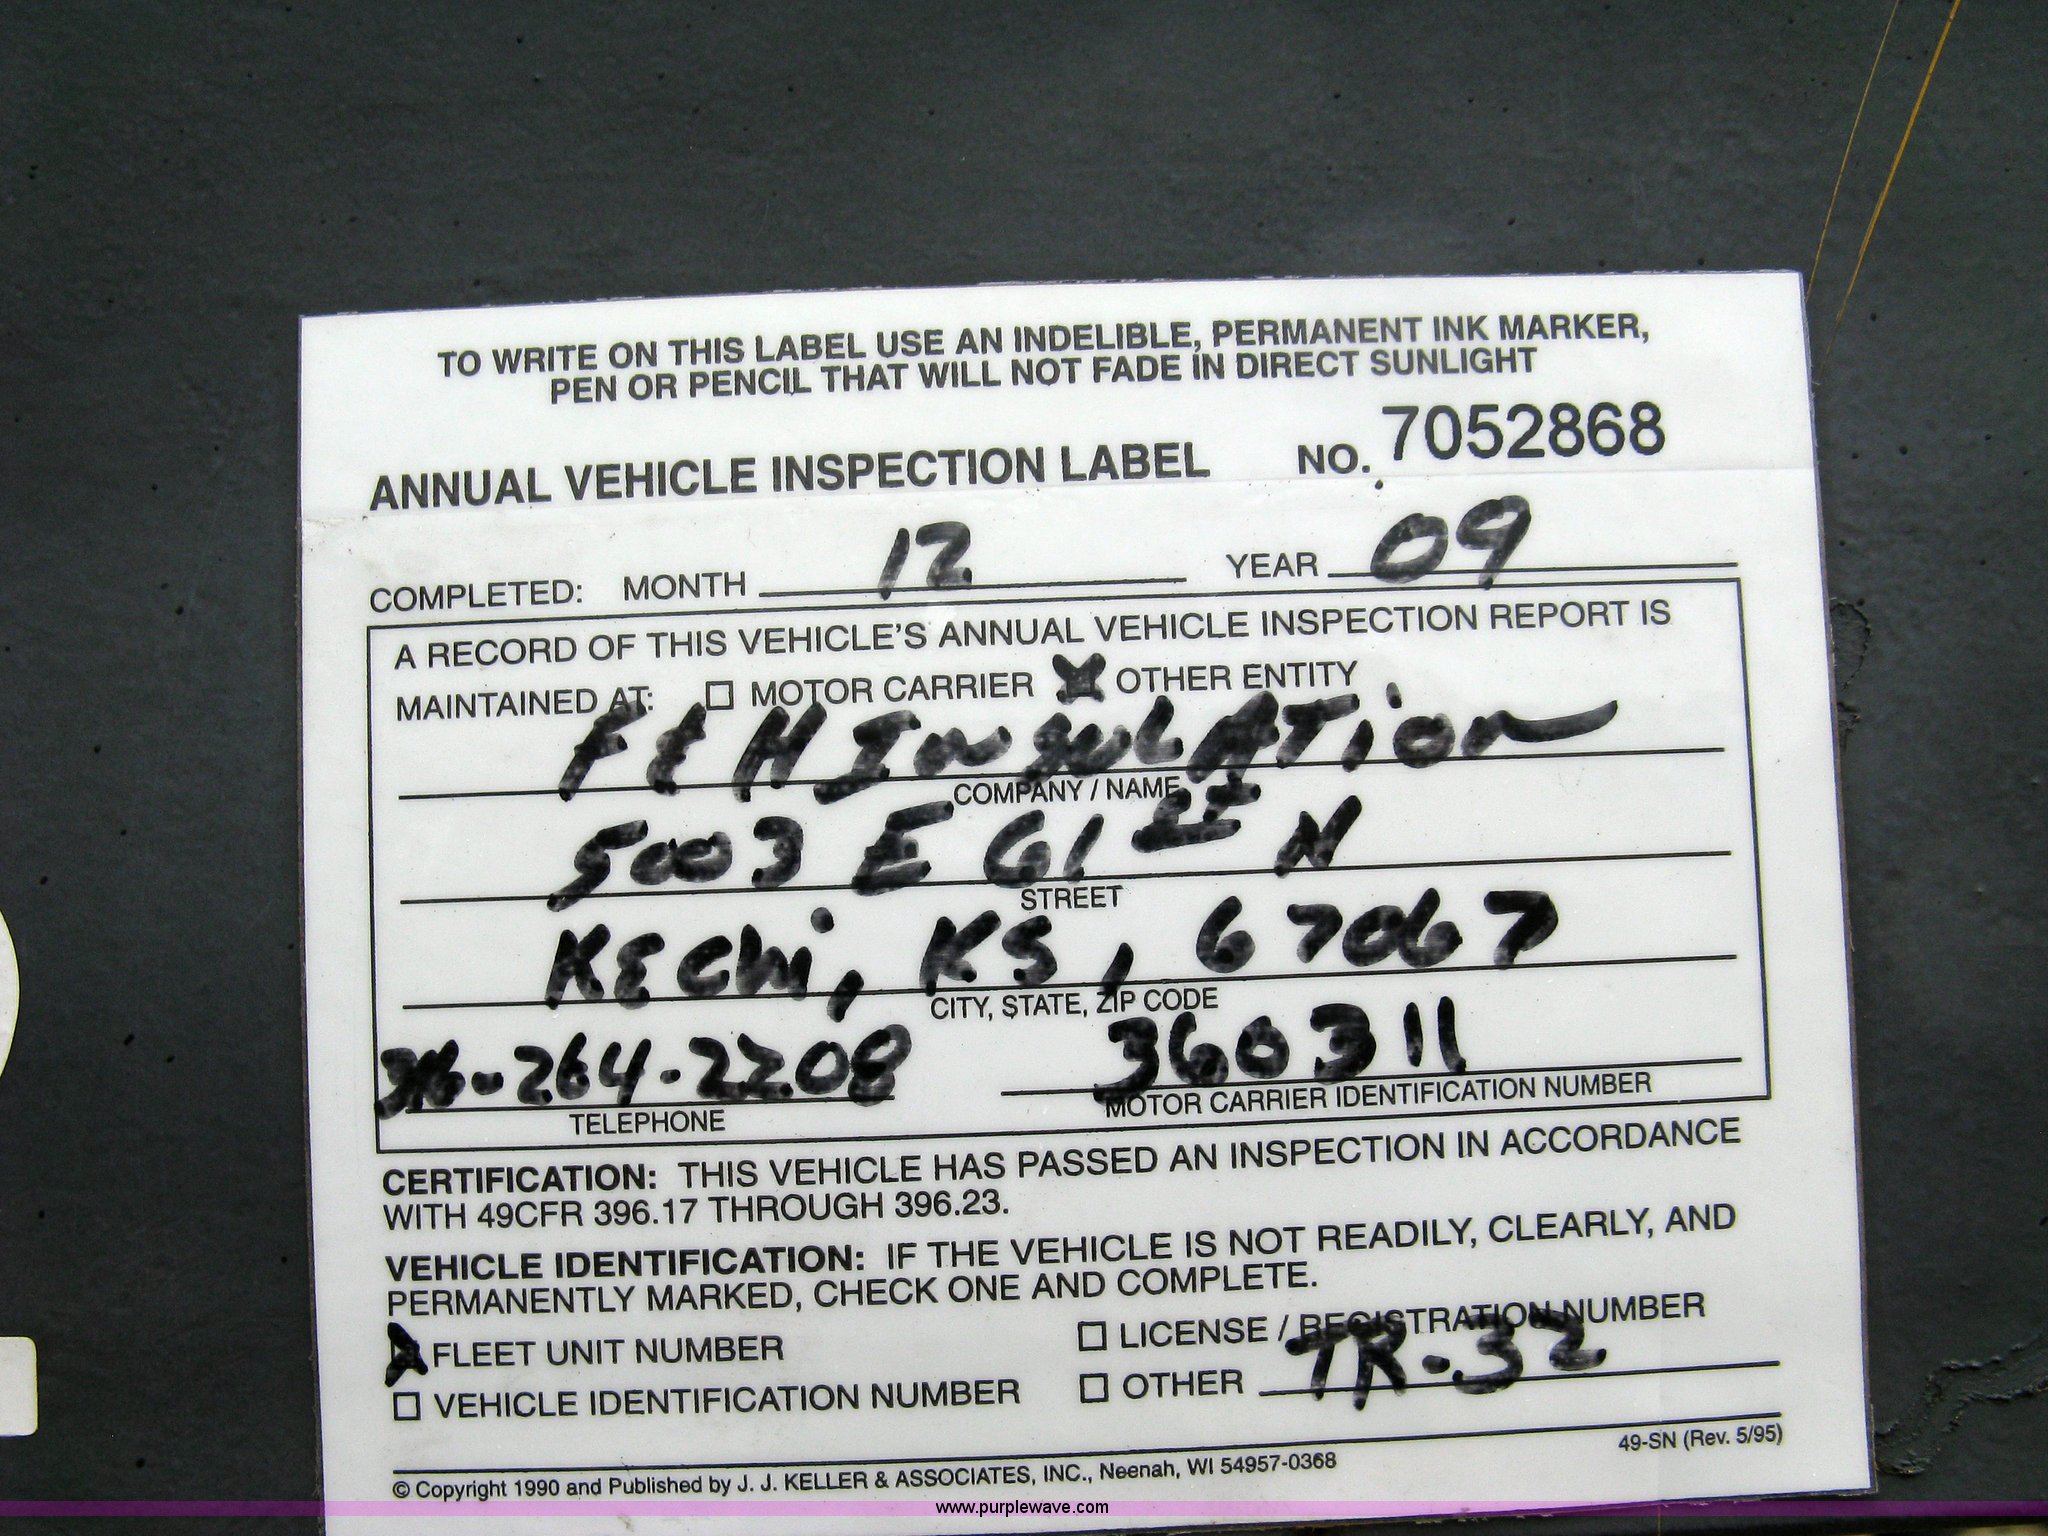 TO WRITE ON THIS LABEL USE AN INDELIBLE, PERMANENT INK MARKER,
PEN OR PENCIL THAT WILL NOT FADE IN DIRECT SUNLIGHT
ANNUAL VEHICLE INSPECTION LABEL NO. 7052868
COMPLETED: MONTH 12 YEAR 09
A RECORD OF THIS VEHICLE'S ANNUAL VEHICLE INSPECTION REPORT IS
MAINTAINED AT: MOTOR CARRIER OTHER ENTITY
F & H INSULATION
COMPANY / NAME
5003 E 61 ST N
STREET
KECHI, KS, 67067
CITY, STATE, ZIP CODE
316-264-2208 360311
TELEPHONE MOTOR CARRIER IDENTIFICATION NUMBER
CERTIFICATION: THIS VEHICLE HAS PASSED AN INSPECTION IN ACCORDANCE
WITH 49CFR 396.17 THROUGH 396.23.
VEHICLE IDENTIFICATION: IF THE VEHICLE IS NOT READILY, CLEARLY, AND
PERMANENTLY MARKED, CHECK ONE AND COMPLETE.
FLEET UNIT NUMBER LICENSE / REGISTRATION NUMBER
VEHICLE IDENTIFICATION NUMBER OTHER TR-32
49-SN (Rev. 5/95)
© Copyright 1990 and Published by J. J. KELLER & ASSOCIATES, INC., Neenah, WI 54957-0368
www.purplewave.com